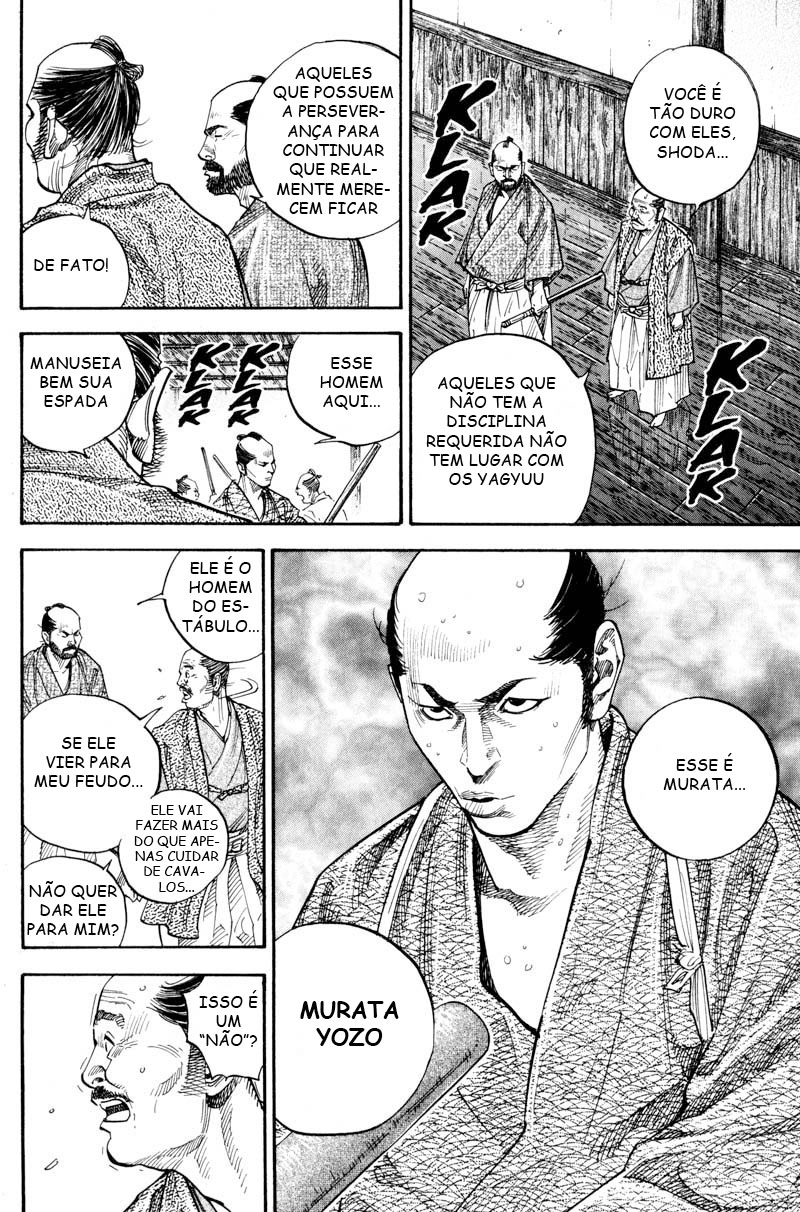 VOCÊ É
TÃO DURO
COM ELES,
SHODA...
KLAK
KLAK
AQUELES QUE
NÃO TEM A
DISCIPLINA
REQUERIDA NÃO
TEM LUGAR COM
OS YAGYUU
AQUELES
QUE POSSUEM
A PERSEVER-
ANÇA PARA
CONTINUAR
QUE REAL-
MENTE MERE-
CEM FICAR
DE FATO!
ESSE
HOMEM
AQUI...
KLAK
KLAK
MANUSEIA
BEM SUA
ESPADA
ESSE É
MURATA...
MURATA
YOZO
ELE É O
HOMEM
DO ES-
TÁBULO...
SE ELE
VIER PARA
MEU FEUDO...
ELE VAI
FAZER MAIS
DO QUE APE-
NAS CUIDAR
DE CAVA-
LOS...
NÃO QUER
DAR ELE
PARA MIM?
ISSO É
UM
“NÃO”?